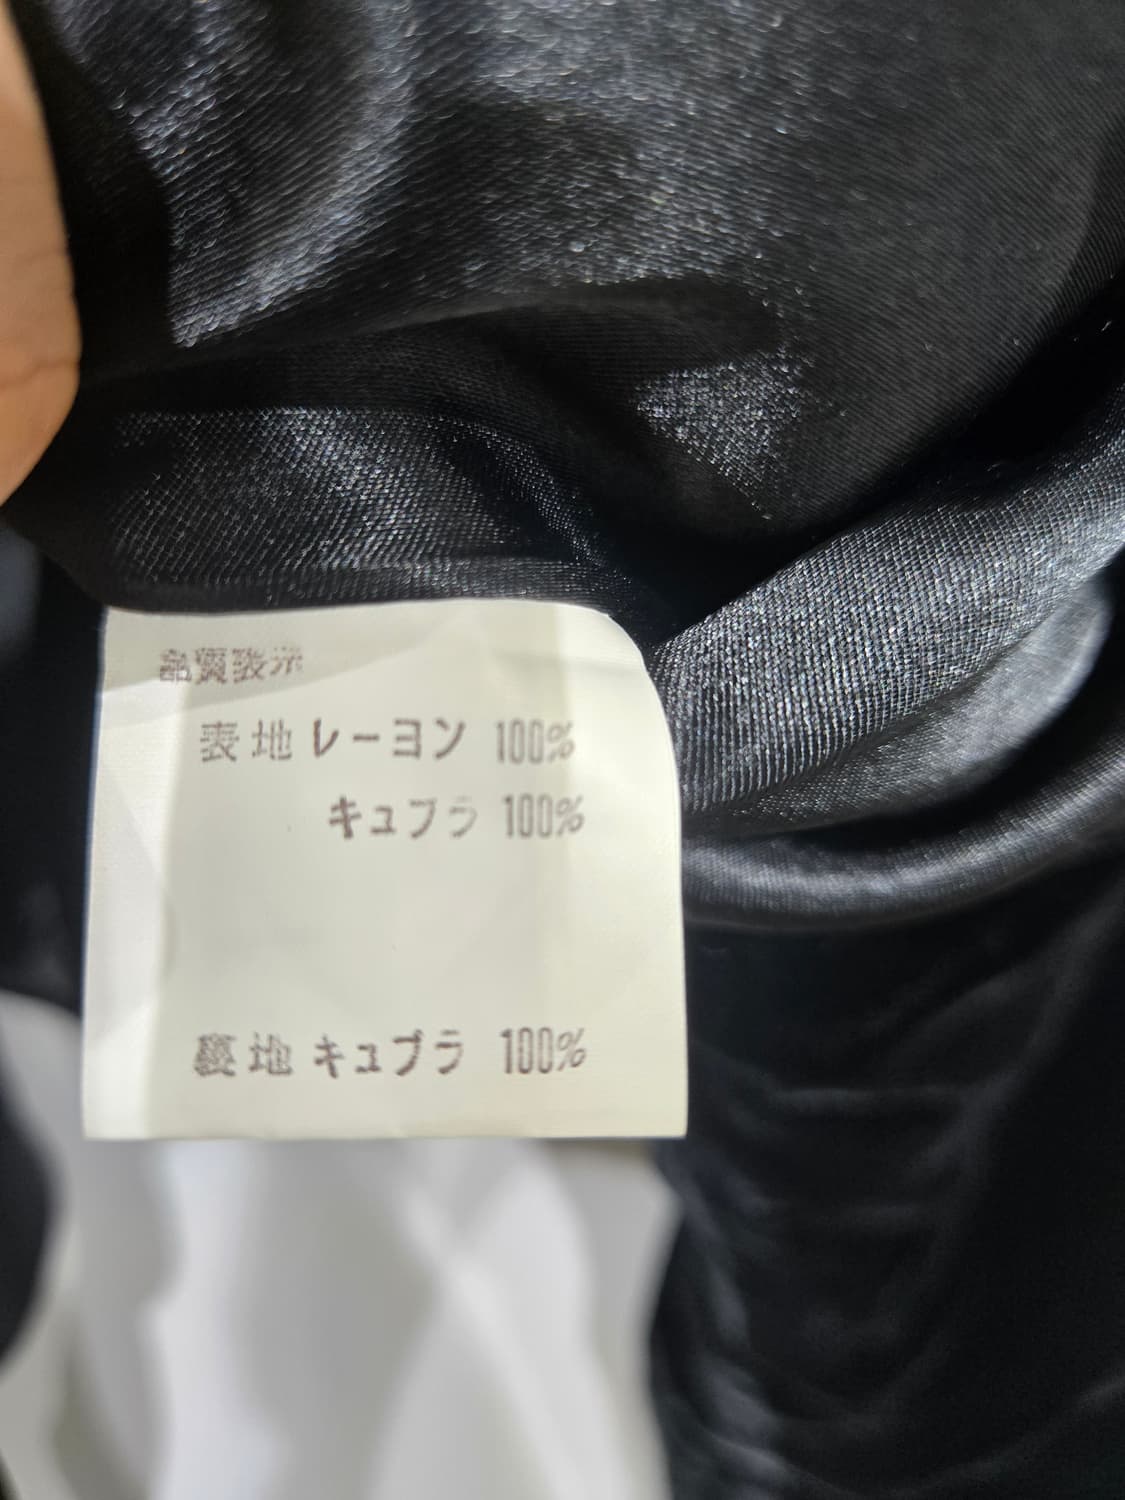 品質表示
表地 レーヨン 100%
キュプラ 100%
裏地 キュプラ 100%